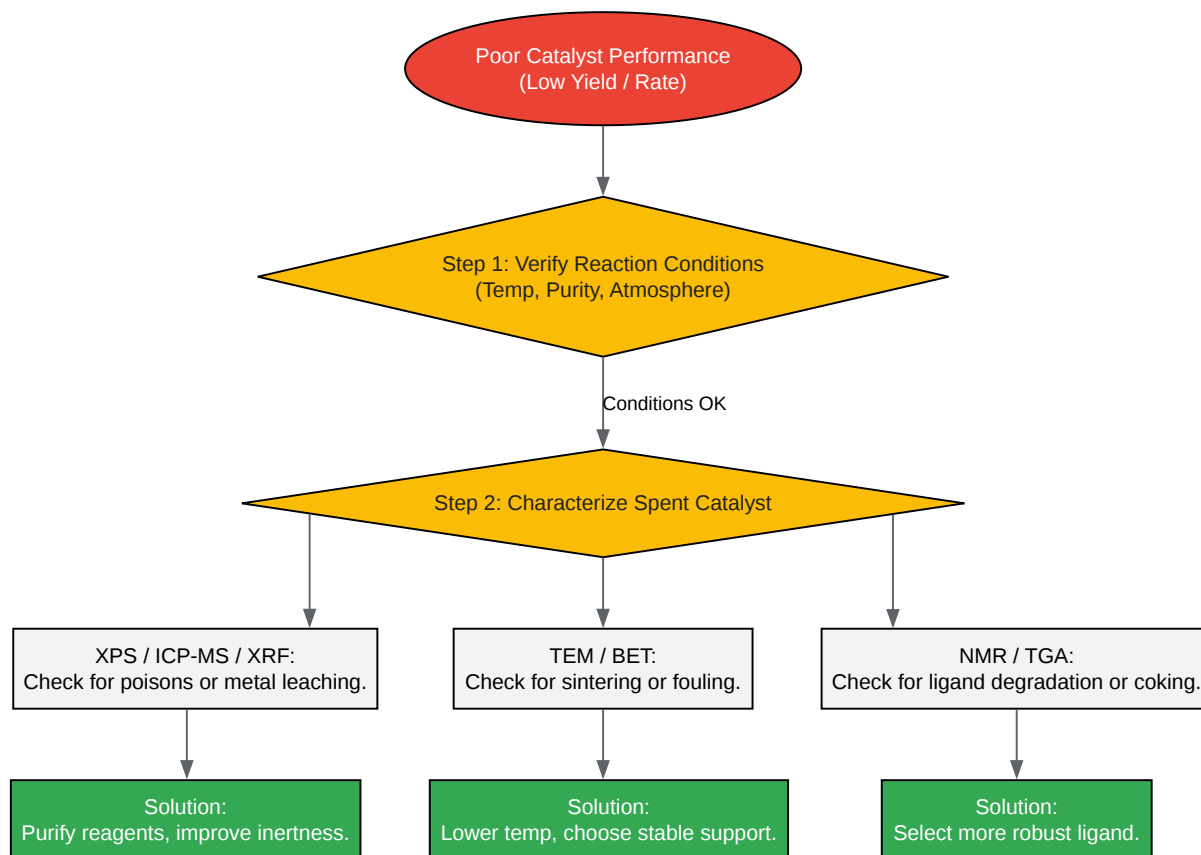 Poor Catalyst Performance
(Low Yield / Rate)
Step 1: Verify Reaction Conditions
(Temp, Purity, Atmosphere)
Conditions OK
Step 2: Characterize Spent Catalyst
XPS / ICP-MS / XRF:
Check for poisons or metal leaching.
TEM / BET:
Check for sintering or fouling.
NMR / TGA:
Check for ligand degradation or coking.
Solution:
Purify reagents, improve inertness.
Solution:
Lower temp, choose stable support.
Solution:
Select more robust ligand.